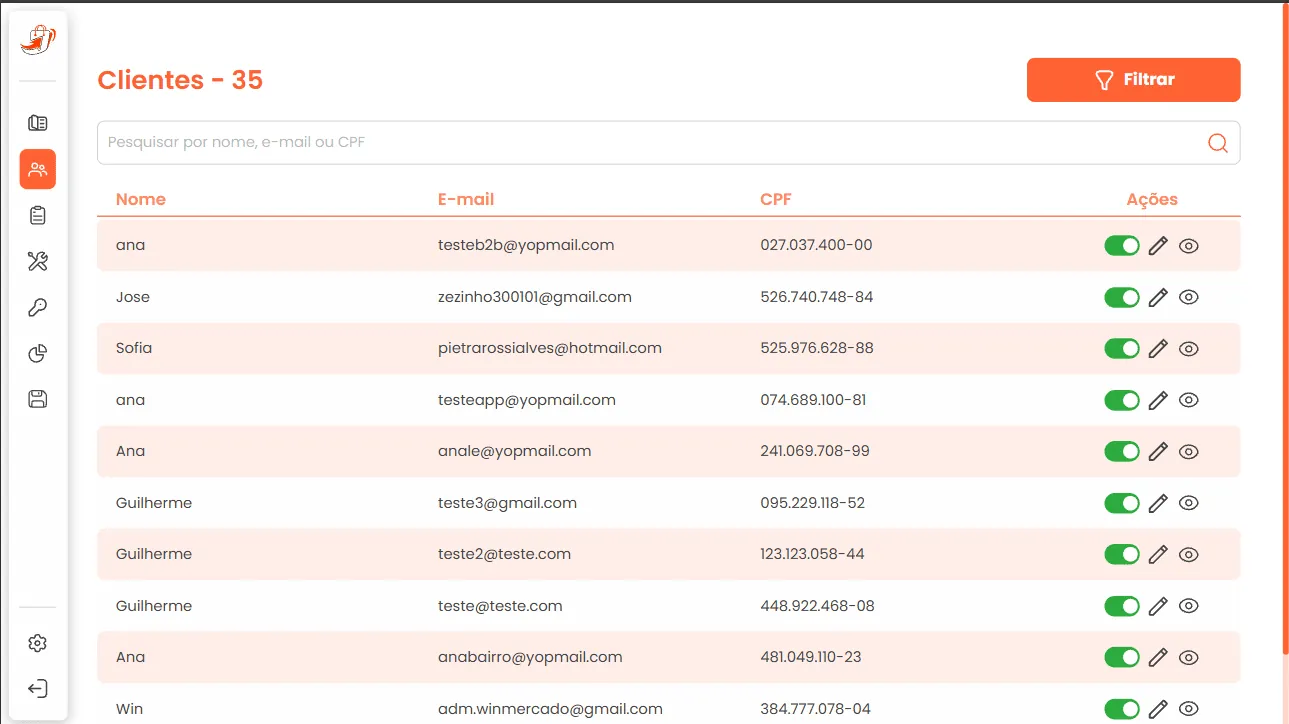 Clientes - 35
Filtrar
Pesquisar por nome, e-mail ou CPF
Nome E-mail CPF Ações
ana testeb2b@yopmail.com 027.037.400-00
Jose zezinho300101@gmail.com 526.740.748-84
Sofia pietrarossialves@hotmail.com 525.976.628-88
ana testeapp@yopmail.com 074.689.100-81
Ana anale@yopmail.com 241.069.708-99
Guilherme teste3@gmail.com 095.229.118-52
Guilherme teste2@teste.com 123.123.058-44
Guilherme teste@teste.com 448.922.468-08
Ana anabairro@yopmail.com 481.049.110-23
Win adm.winmercado@gmail.com 384.777.078-04